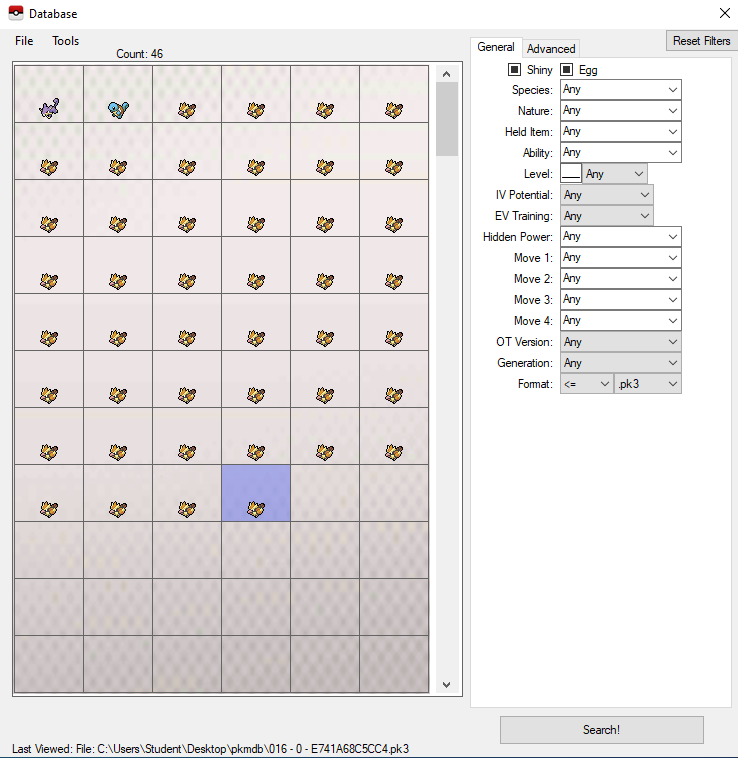 Database
File Tools
Count: 46
Reset Filters
General Advanced
Shiny Egg
Species: Any
Nature: Any
Held Item: Any
Ability: Any
Level: ___ Any
IV Potential: Any
EV Training: Any
Hidden Power: Any
Move 1: Any
Move 2: Any
Move 3: Any
Move 4: Any
OT Version: Any
Generation: Any
Format: <= .pk3
Search!
Last Viewed: File: C:\Users\Student\Desktop\pkmdb\016 - 0 - E741A68C5CC4.pk3